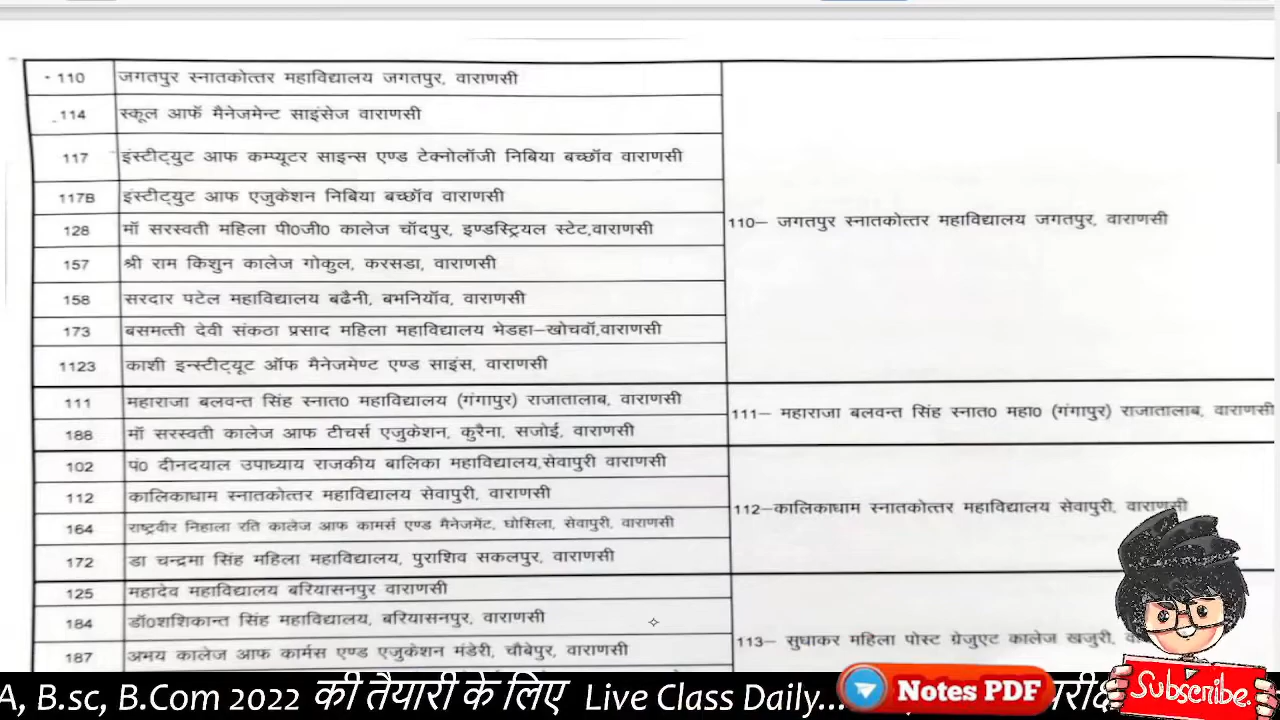 110 जगतपुर स्नातकोत्तर महाविद्यालय जगतपुर, वाराणसी
114 स्कूल आफॅ मैनेजमेन्ट साइंसेज वाराणसी
117 इंस्टीट्युट आफ कम्प्यूटर साइन्स एण्ड टेक्नोलॉजी निबिया बच्छॉव वाराणसी
117B इंस्टीट्युट आफ एजुकेशन निबिया बच्छॉव वाराणसी
110– जगतपुर स्नातकोत्तर महाविद्यालय जगतपुर, वाराणसी
128 मॉ सरस्वती महिला पी0जी0 कालेज चॉदपुर, इण्डस्ट्रियल स्टेट,वाराणसी
157 श्री राम किशुन कालेज गोकुल, करसडा, वाराणसी
158 सरदार पटेल महाविद्यालय बढैनी, बभनियॉव, वाराणसी
173 बसमत्ती देवी संकठा प्रसाद महिला महाविद्यालय भेडहा–खोचवॉ,वाराणसी
1123 काशी इन्स्टीट्यूट ऑफ मैनेजमेण्ट एण्ड साइंस, वाराणसी
111 महाराजा बलवन्त सिंह स्नात0 महाविद्यालय (गंगापुर) राजातालाब, वाराणसी
111– महाराजा बलवन्त सिंह स्नात0 महा0 (गंगापुर) राजातालाब, वाराणसी
188 मॉ सरस्वती कालेज आफ टीचर्स एजुकेशन, कुरैना, सजोई, वाराणसी
102 पं0 दीनदयाल उपाध्याय राजकीय बालिका महाविद्यालय,सेवापुरी वाराणसी
112 कालिकाधाम स्नातकोत्तर महाविद्यालय सेवापुरी, वाराणसी
112–कालिकाधाम स्नातकोत्तर महाविद्यालय सेवापुरी, वाराणसी
164 राष्ट्रवीर निहाला रति कालेज आफ कामर्स एण्ड मैनेजमेंट, घोसिला, सेवापुरी, वाराणसी
172 डा चन्द्रमा सिंह महिला महाविद्यालय, पुराशिव सकलपुर, वाराणसी
125 महादेव महाविद्यालय बरियासनपुर वाराणसी
184 डॉ0शशिकान्त सिंह महाविद्यालय, बरियासनपुर, वाराणसी
113– सुधाकर महिला पोस्ट ग्रेजुएट कालेज खजुरी,
187 अभय कालेज आफ कार्मस एण्ड एजुकेशन मंडेरी, चौबेपुर, वाराणसी
A, B.sc, B.Com 2022 की तैयारी के लिए Live Class Daily...
Notes PDF
Subscribe.